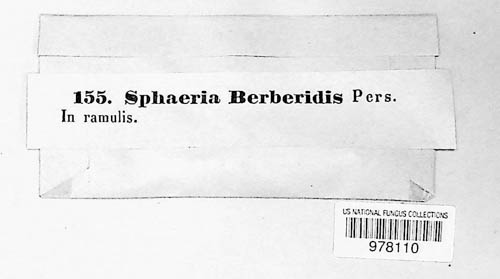 155. Sphaeria Berberidis Pers.
In ramulis.
US NATIONAL FUNGUS COLLECTIONS
978110